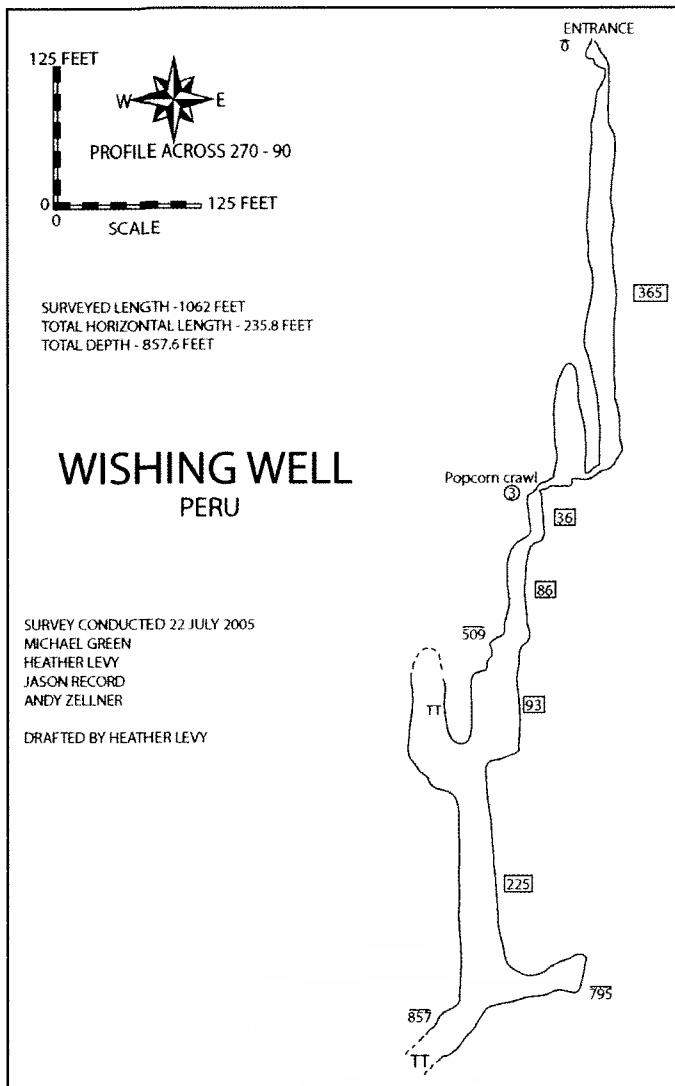 ENTRANCE
0
125 FEET
W E
PROFILE ACROSS 270 - 90
0 125 FEET
0
SCALE
365
SURVEYED LENGTH -1062 FEET
TOTAL HORIZONTAL LENGTH - 235.8 FEET
TOTAL DEPTH - 857.6 FEET
WISHING WELL
PERU
Popcorn crawl
3
36
86
SURVEY CONDUCTED 22 JULY 2005
MICHAEL GREEN
HEATHER LEVY
JASON RECORD
ANDY ZELLNER
509
TT
93
DRAFTED BY HEATHER LEVY
225
795
857
TT